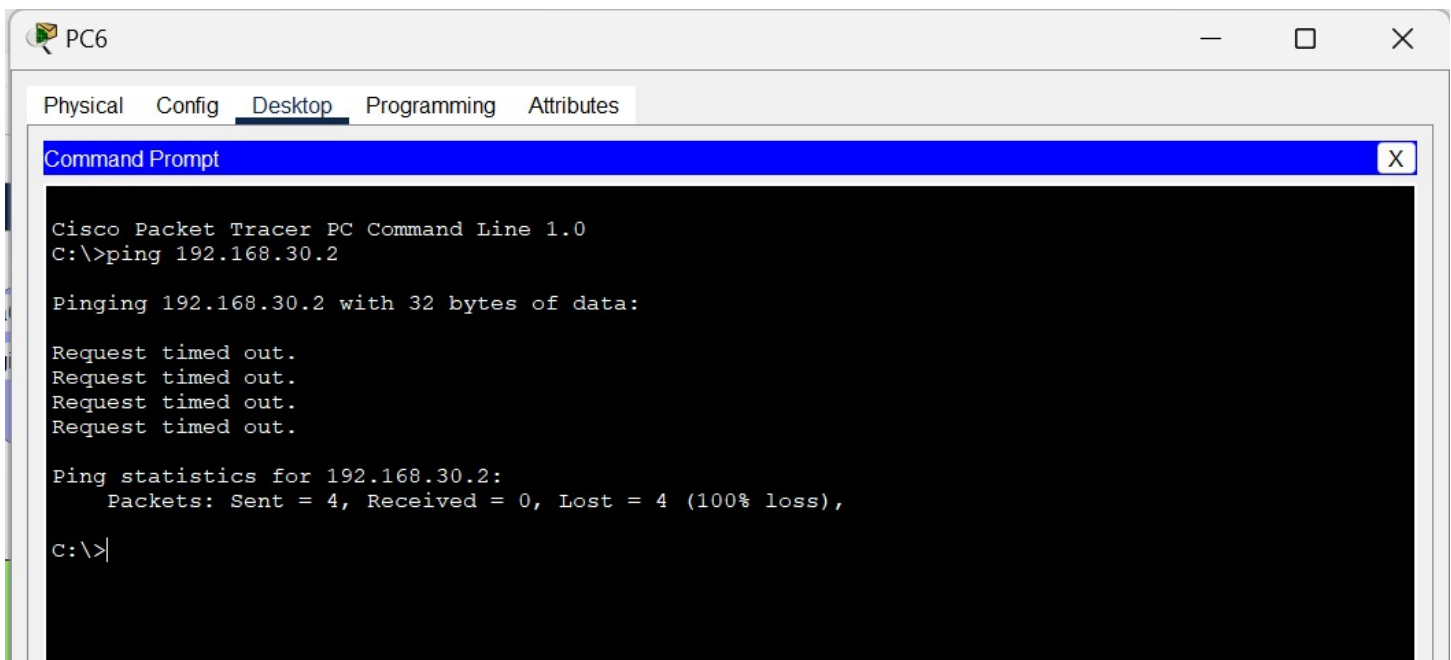 PC6
Physical Config Desktop Programming Attributes
Command Prompt X
Cisco Packet Tracer PC Command Line 1.0
C:\>ping 192.168.30.2
Pinging 192.168.30.2 with 32 bytes of data:
Request timed out.
Request timed out.
Request timed out.
Request timed out.
Ping statistics for 192.168.30.2:
Packets: Sent = 4, Received = 0, Lost = 4 (100% loss),
C:\>